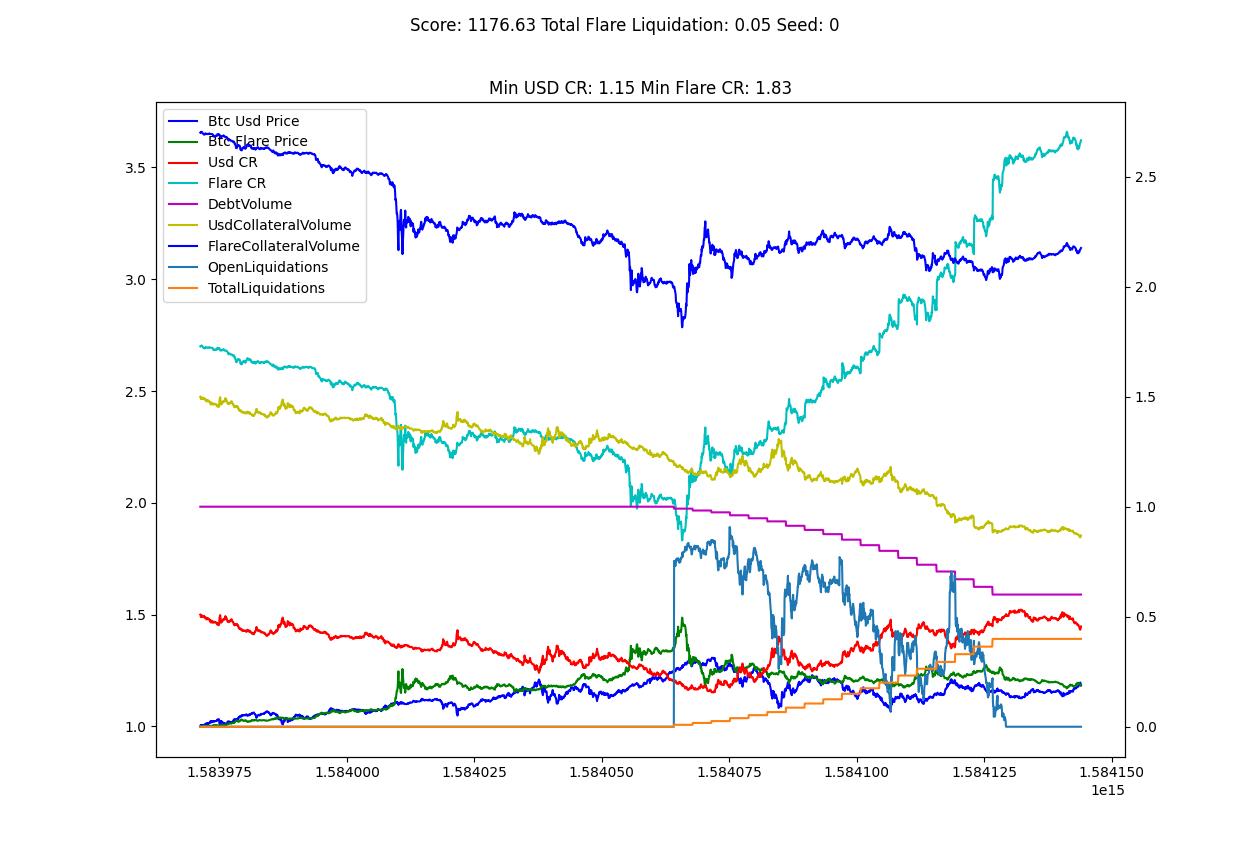 Score: 1176.63 Total Flare Liquidation: 0.05 Seed: 0
Min USD CR: 1.15 Min Flare CR: 1.83
Btc Usd Price
Btc Flare Price
Usd CR
Flare CR
DebtVolume
UsdCollateralVolume
FlareCollateralVolume
OpenLiquidations
TotalLiquidations
3.5
3.0
2.5
2.0
1.5
1.0
2.5
2.0
1.5
1.0
0.5
0.0
1.583975 1.584000 1.584025 1.584050 1.584075 1.584100 1.584125 1.584150
1e15